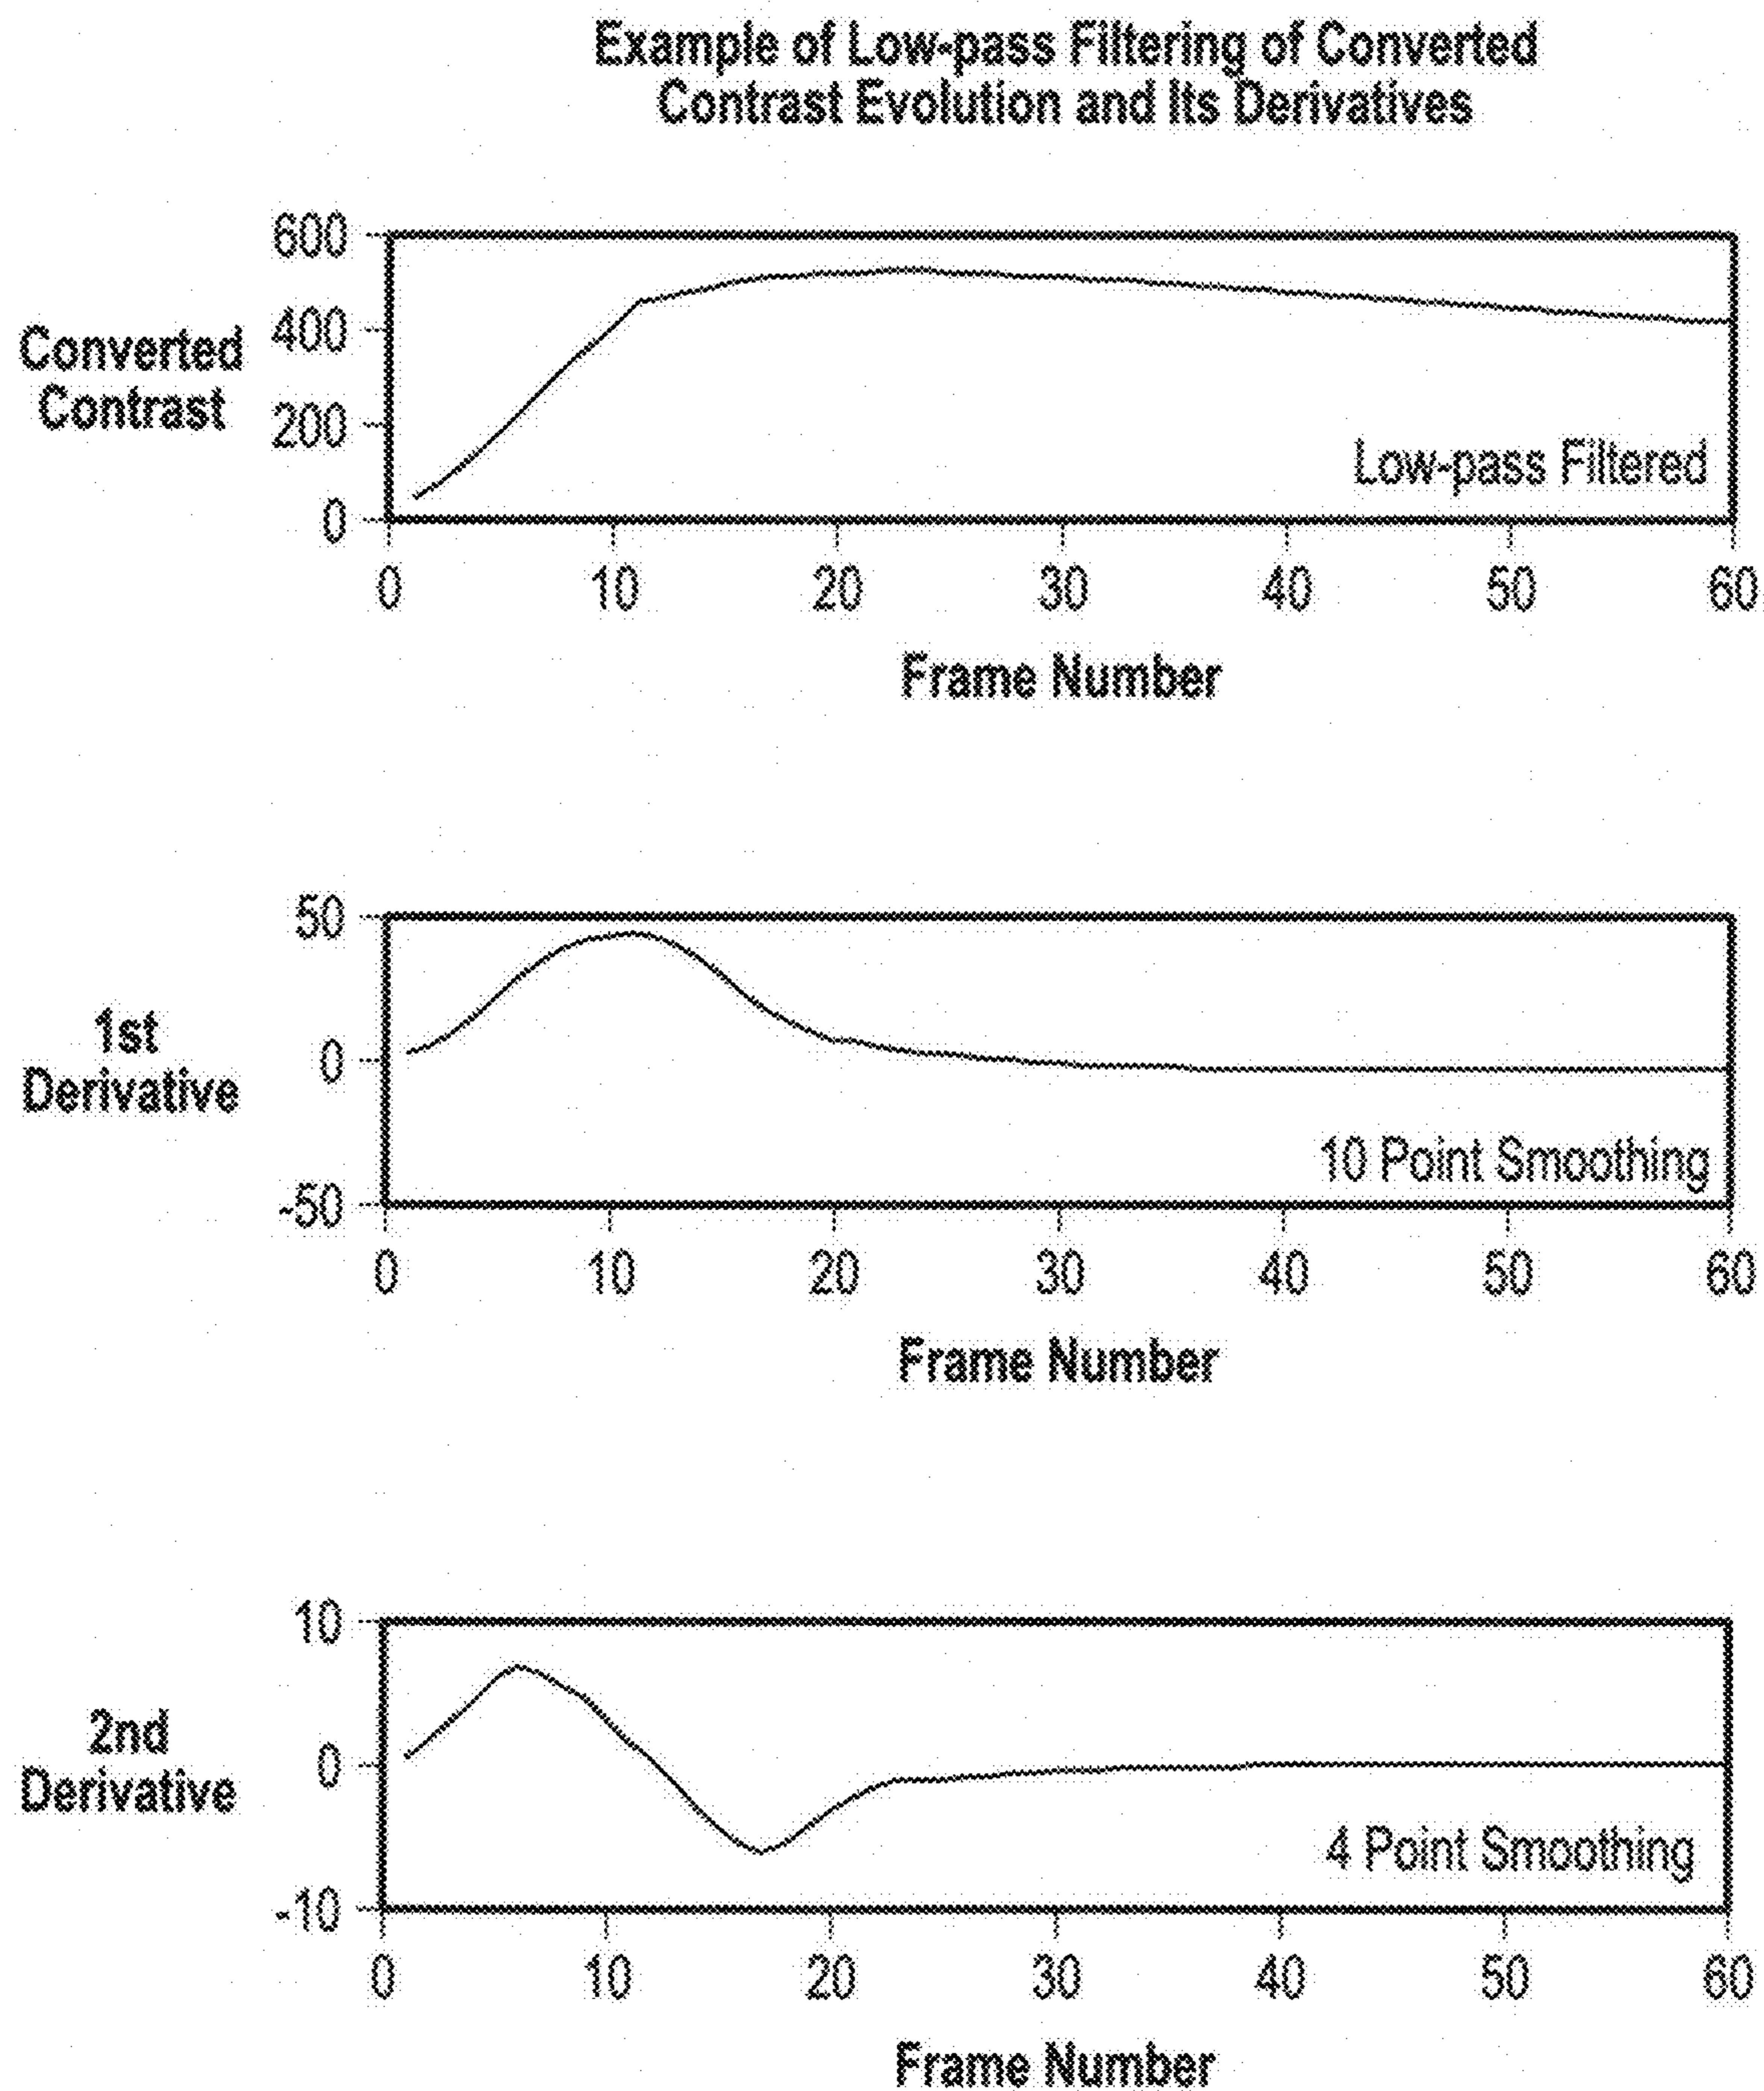 Example of Low-pass Filtering of Converted
Contrast Evolution and Its Derivatives
600
400
200
0
Converted
Contrast
Low-pass Filtered
0 10 20 30 40 50 60
Frame Number
50
0
-50
1st
Derivative
10 Point Smoothing
0 10 20 30 40 50 60
Frame Number
10
0
-10
2nd
Derivative
4 Point Smoothing
0 10 20 30 40 50 60
Frame Number